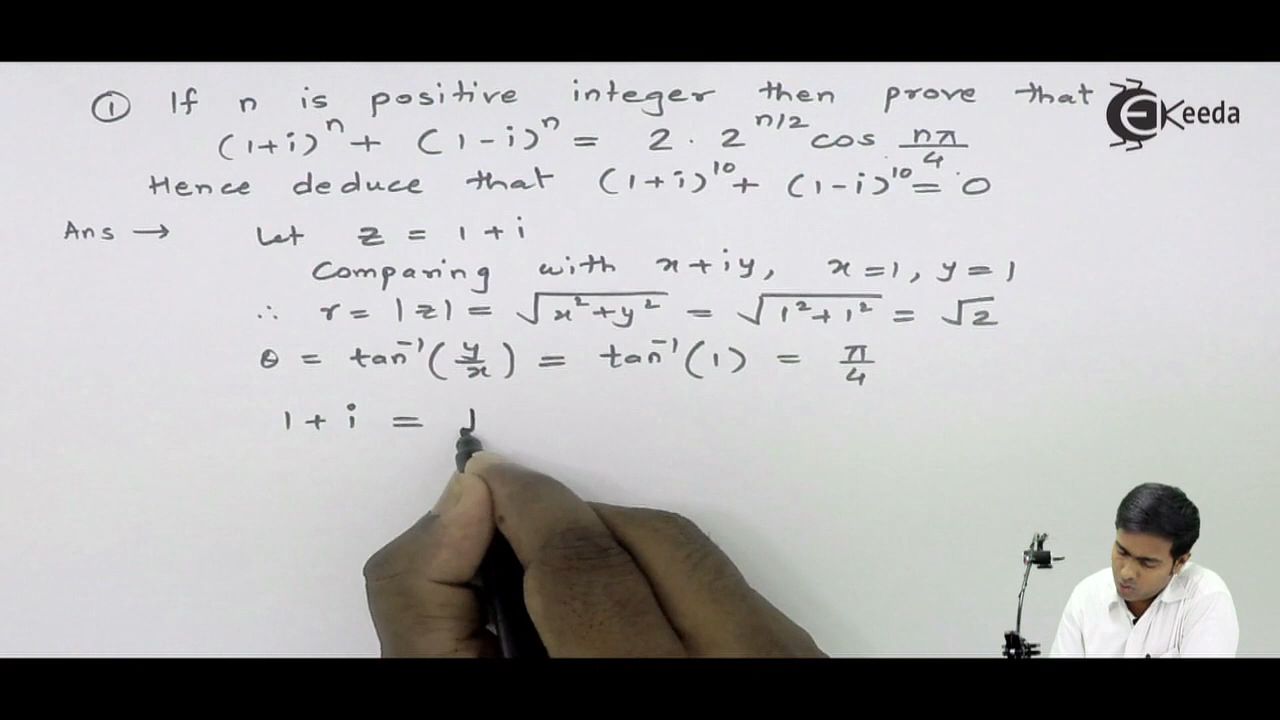 ① If n is positive integer then prove that
(1+i)ⁿ + (1-i)ⁿ = 2 . 2^{n/2} cos nπ/4
Hence deduce that (1+i)¹⁰ + (1-i)¹⁰ = 0
Ans → Let z = 1 + i
Comparing with x+iy, x=1, y=1
∴ r = |z| = √(x²+y²) = √(1²+1²) = √2
θ = tan⁻¹(y/x) = tan⁻¹(1) = π/4
1 + i =
EKeeda